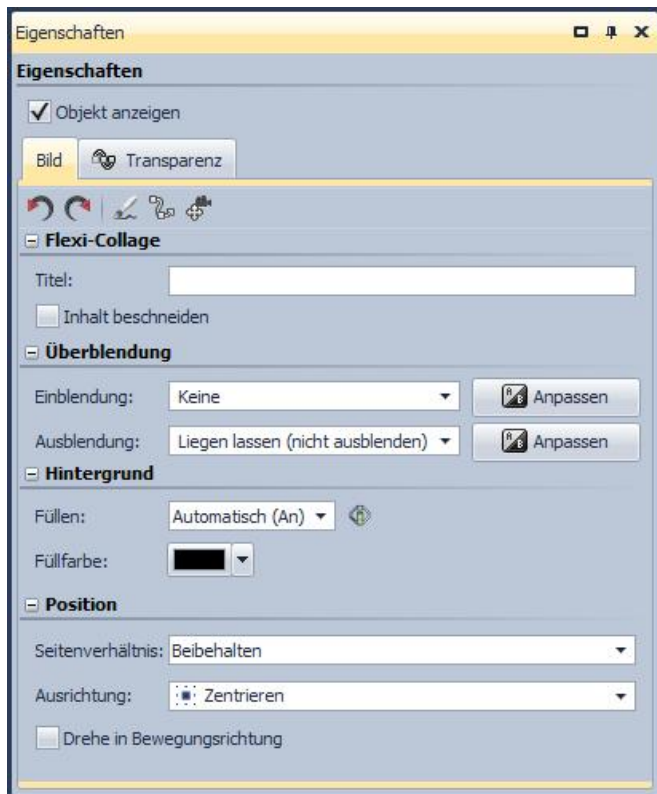 Eigenschaften
Eigenschaften
Objekt anzeigen
Bild Transparenz
Flexi-Collage
Titel:
Inhalt beschneiden
Überblendung
Einblendung: Keine Anpassen
Ausblendung: Liegen lassen (nicht ausblenden) Anpassen
Hintergrund
Füllen: Automatisch (An)
Füllfarbe:
Position
Seitenverhältnis: Beibehalten
Ausrichtung: Zentrieren
Drehe in Bewegungsrichtung